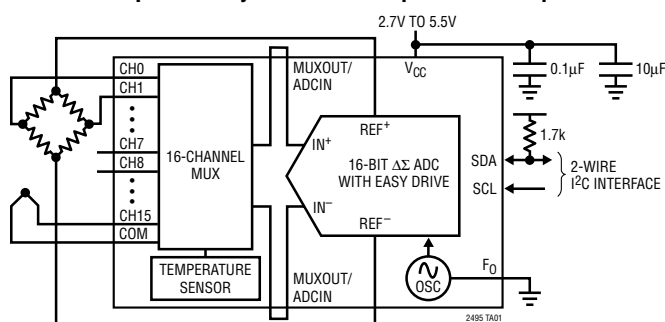 2.7V TO 5.5V
CH0
CH1
CH7
CH8
CH15
COM
16-CHANNEL
MUX
TEMPERATURE
SENSOR
MUXOUT/
ADCIN
MUXOUT/
ADCIN
IN+
IN–
REF+
REF–
16-BIT ΔΣ ADC
WITH EASY DRIVE
VCC
0.1µF
10µF
1.7k
SDA
SCL
2-WIRE
I2C INTERFACE
FO
OSC
2495 TA01